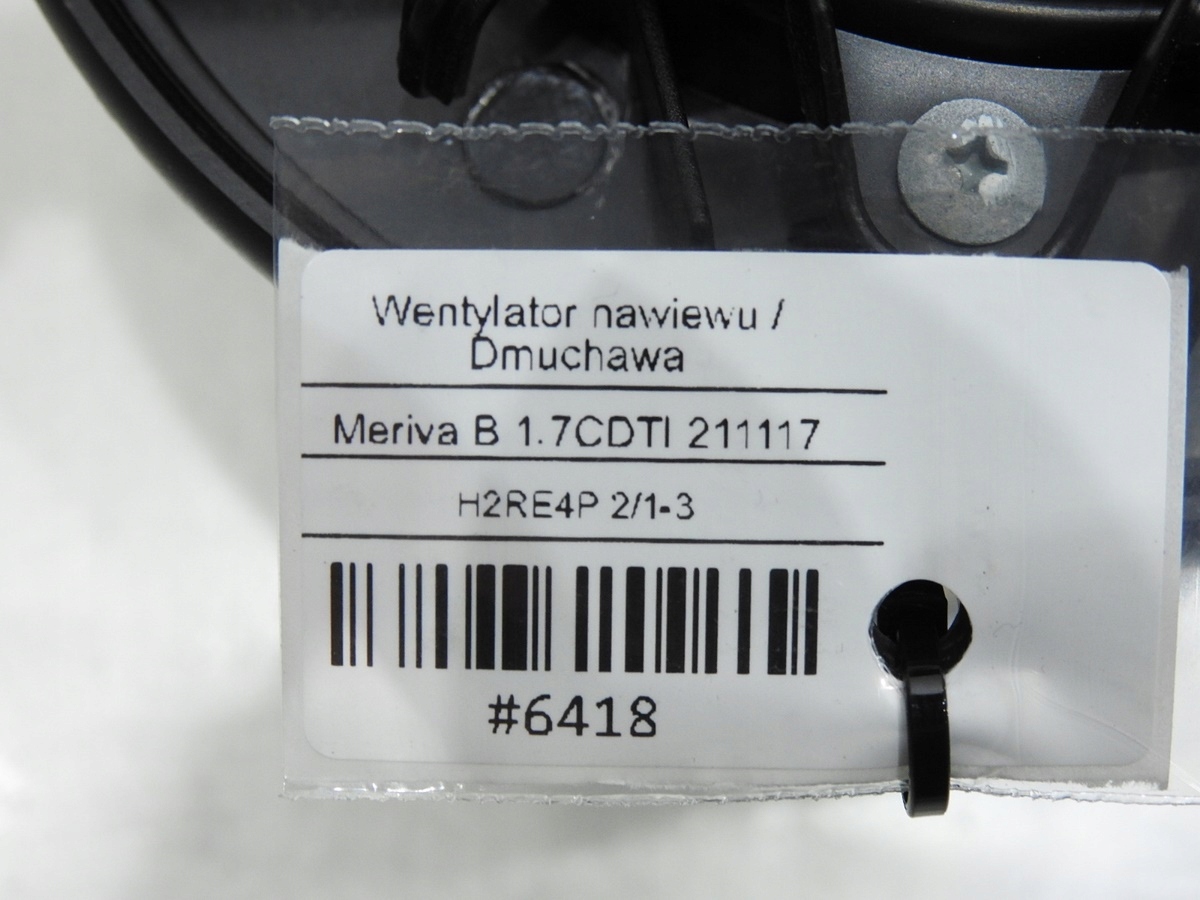 Wentylator nawiewu /
Dmuchawa
Meriva B 1.7CDTI 211117
H2RE4P 2/1-3
#6418